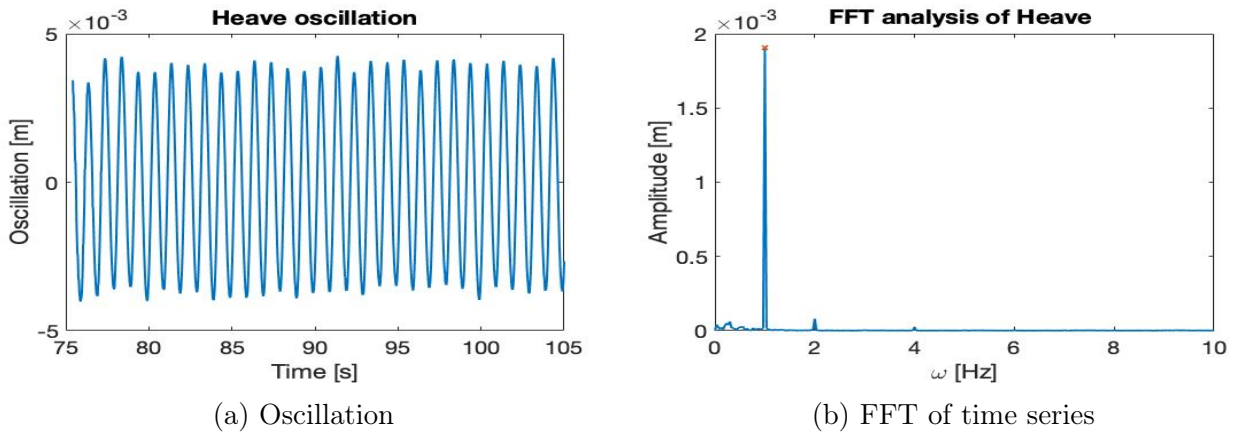 Heave oscillation
×10⁻³
5
0
-5
Oscillation [m]
75 80 85 90 95 100 105
Time [s]
(a) Oscillation
FFT analysis of Heave
×10⁻³
2
1.5
1
0.5
0
Amplitude [m]
0 2 4 6 8 10
ω [Hz]
(b) FFT of time series